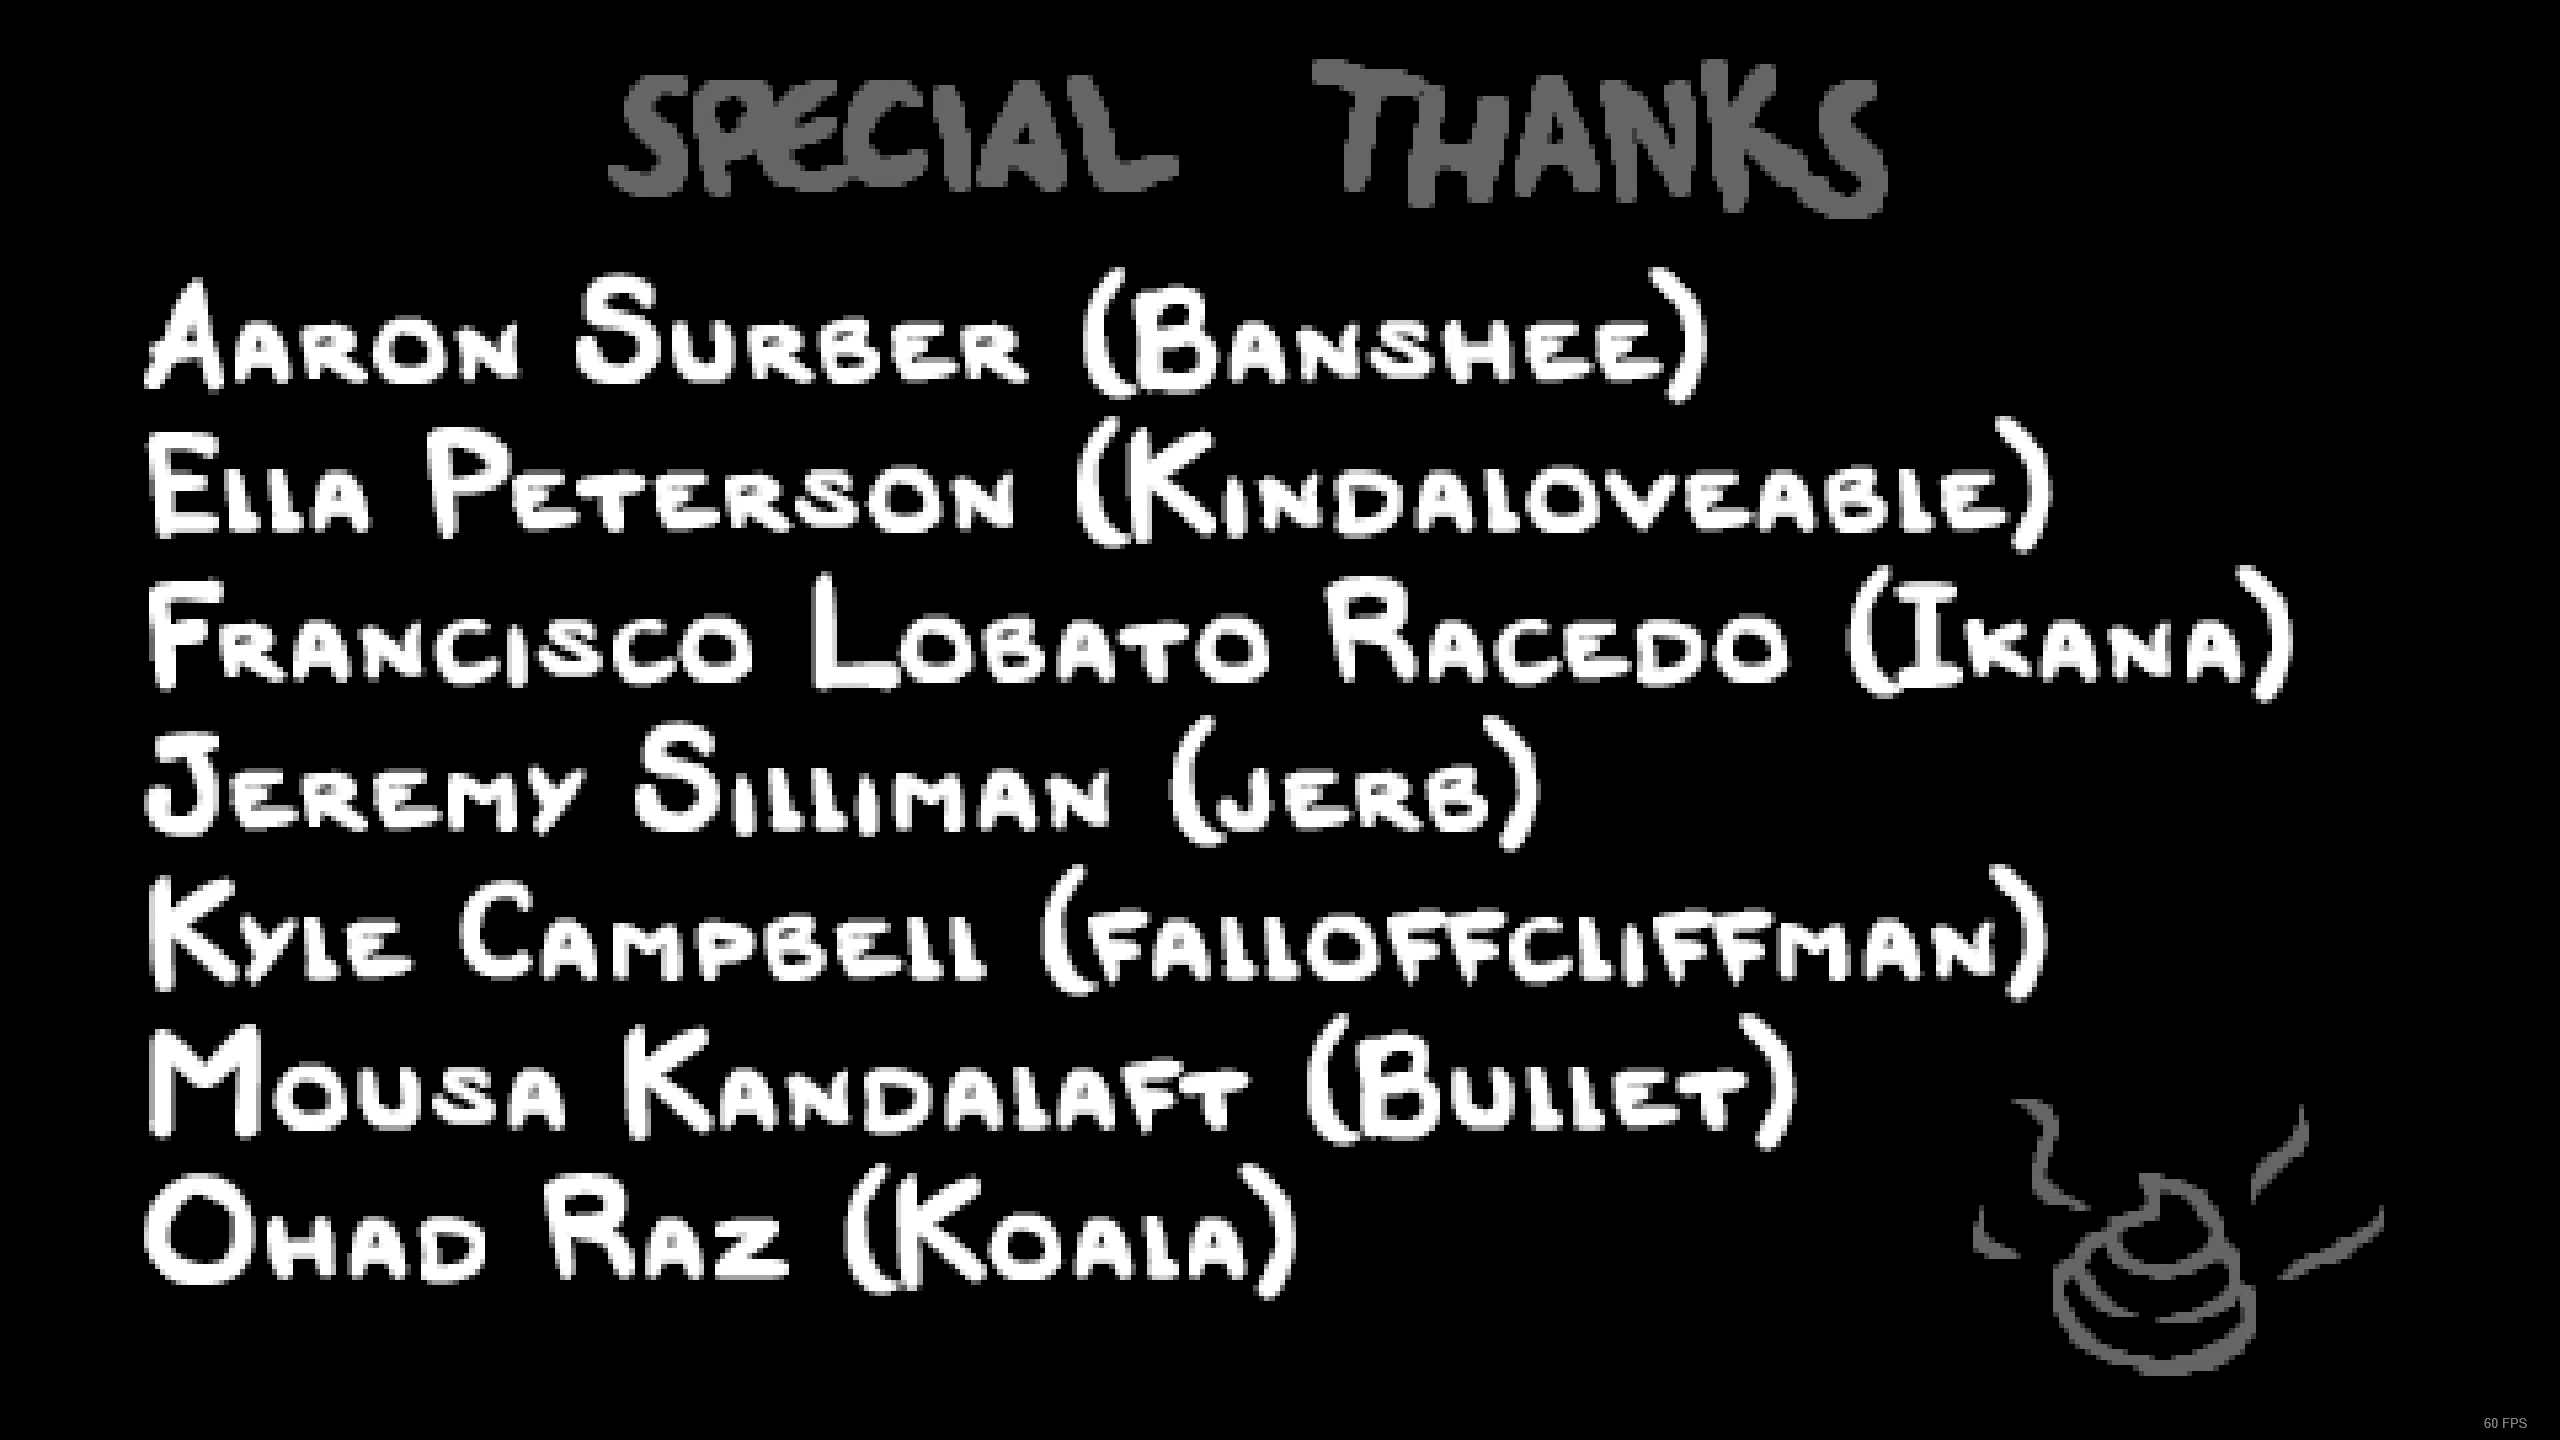 SPECIAL THANKS
Aaron Surber (Banshee)
Ella Peterson (Kindaloveable)
Francisco Lobato Racedo (Ikana)
Jeremy Silliman (jerb)
Kyle Campbell (falloffcliffman)
Mousa Kandalaft (Bullet)
Ohad Raz (Koala)
60 FPS